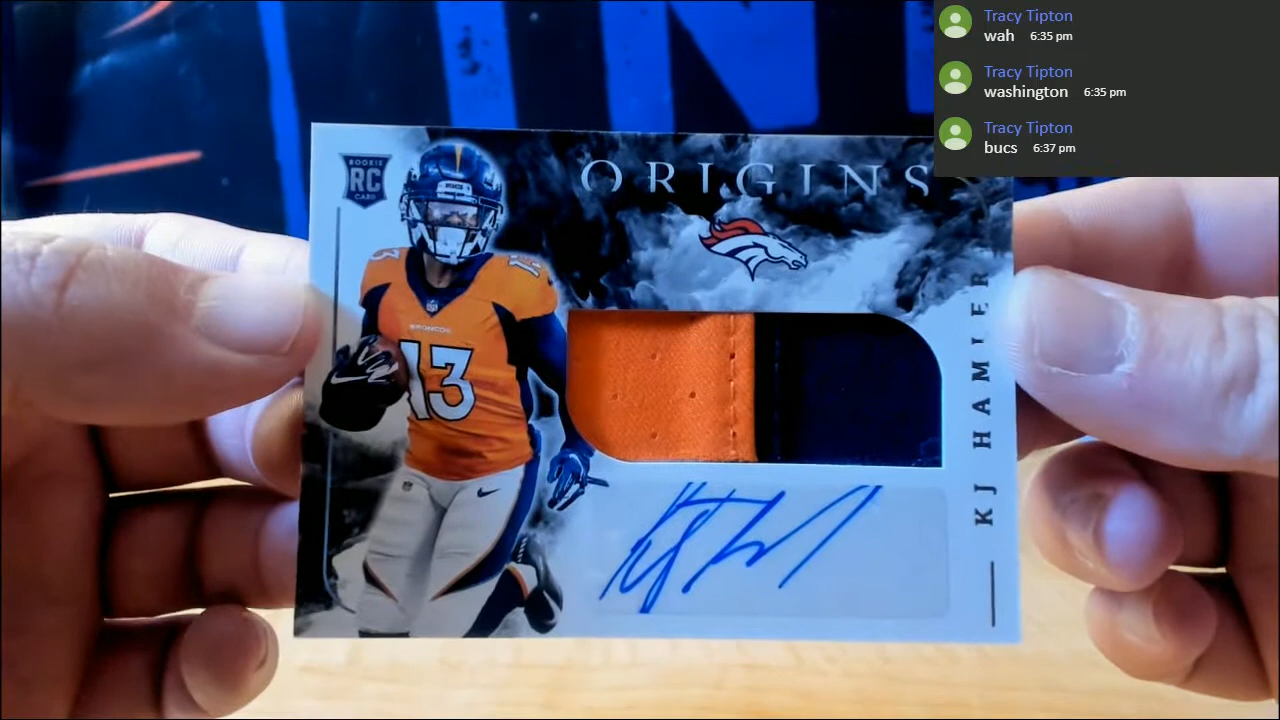 Tracy Tipton
wah 6:35 pm
Tracy Tipton
washington 6:35 pm
Tracy Tipton
bucs 6:37 pm
ROOKIE
RC
CARD
ORIGINS
BRONCOS
13
13
KJ HAMLER